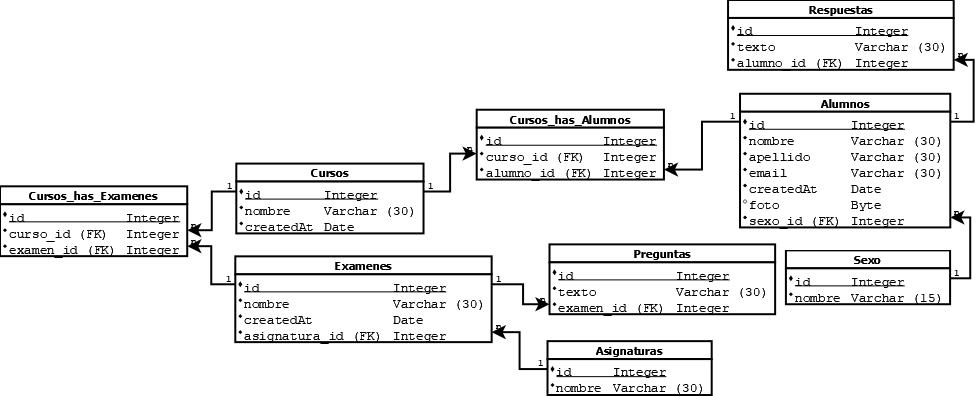 Respuestas
id Integer
texto Varchar (30)
alumno_id (FK) Integer
n
Alumnos
1 1
id Integer
nombre Varchar (30)
apellido Varchar (30)
email Varchar (30)
createdAt Date
foto Byte
sexo_id (FK) Integer
n
Cursos_has_Alumnos
id Integer
n curso_id (FK) Integer
alumno_id (FK) Integer n
Cursos
1 1
id Integer
nombre Varchar (30)
createdAt Date
Cursos_has_Examenes
id Integer
curso_id (FK) Integer n
examen_id (FK) Integer n
Examenes
1 1
id Integer
nombre Varchar (30)
createdAt Date
asignatura_id (FK) Integer n
Preguntas
id Integer
texto Varchar (30)
n examen_id (FK) Integer
Sexo
id Integer 1
nombre Varchar (15)
Asignaturas
1 id Integer
nombre Varchar (30)